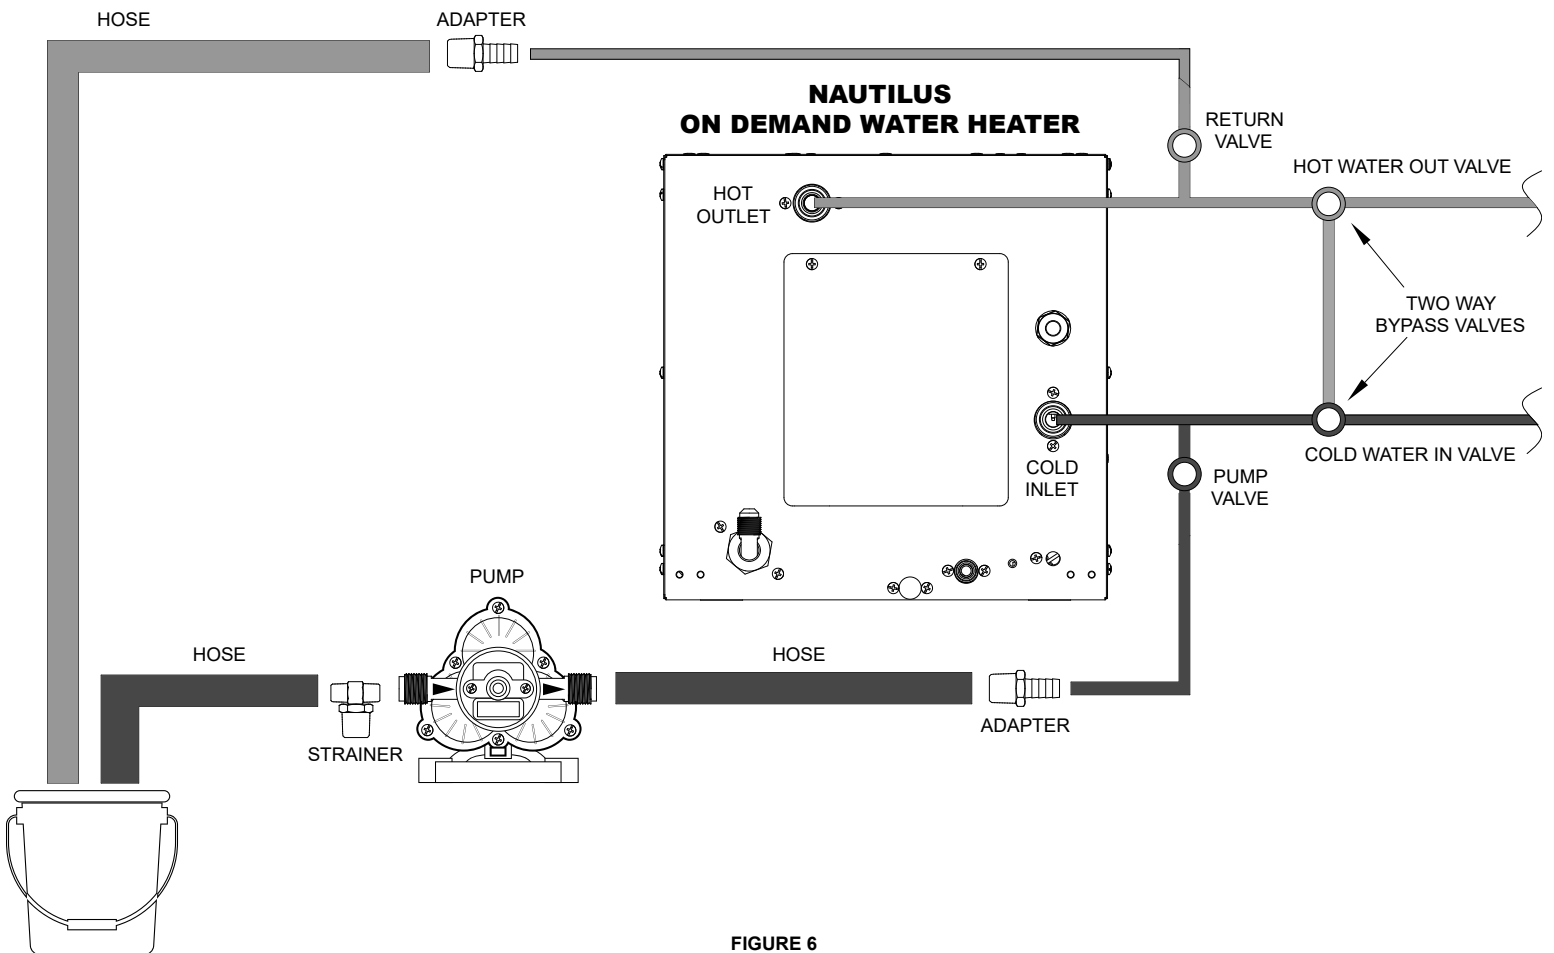 HOSE
ADAPTER
NAUTILUS
ON DEMAND WATER HEATER
RETURN
VALVE
HOT WATER OUT VALVE
HOT
OUTLET
TWO WAY
BYPASS VALVES
COLD WATER IN VALVE
COLD
INLET
PUMP
VALVE
PUMP
HOSE
HOSE
ADAPTER
STRAINER
FIGURE 6